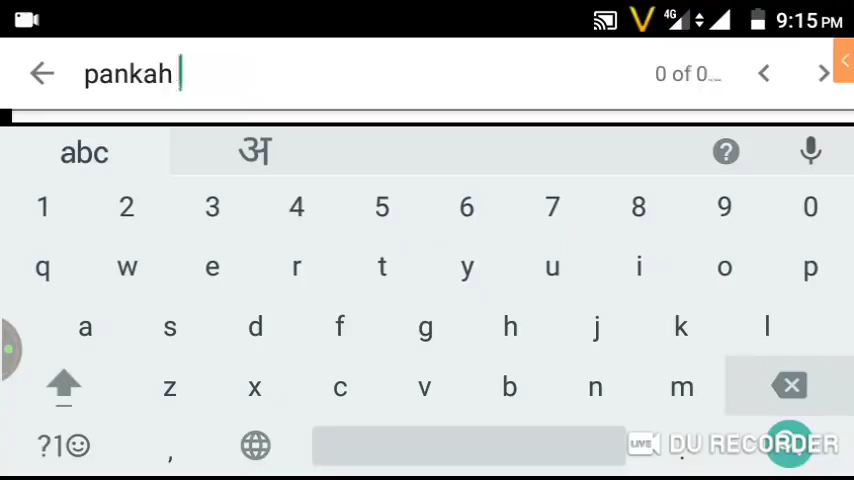 4G 9:15 PM
pankah 0 of 0...
abc अ ?
1 2 3 4 5 6 7 8 9 0
q w e r t y u i o p
a s d f g h j k l
z x c v b n m
?1☺ , . LIVE DU RECORDER